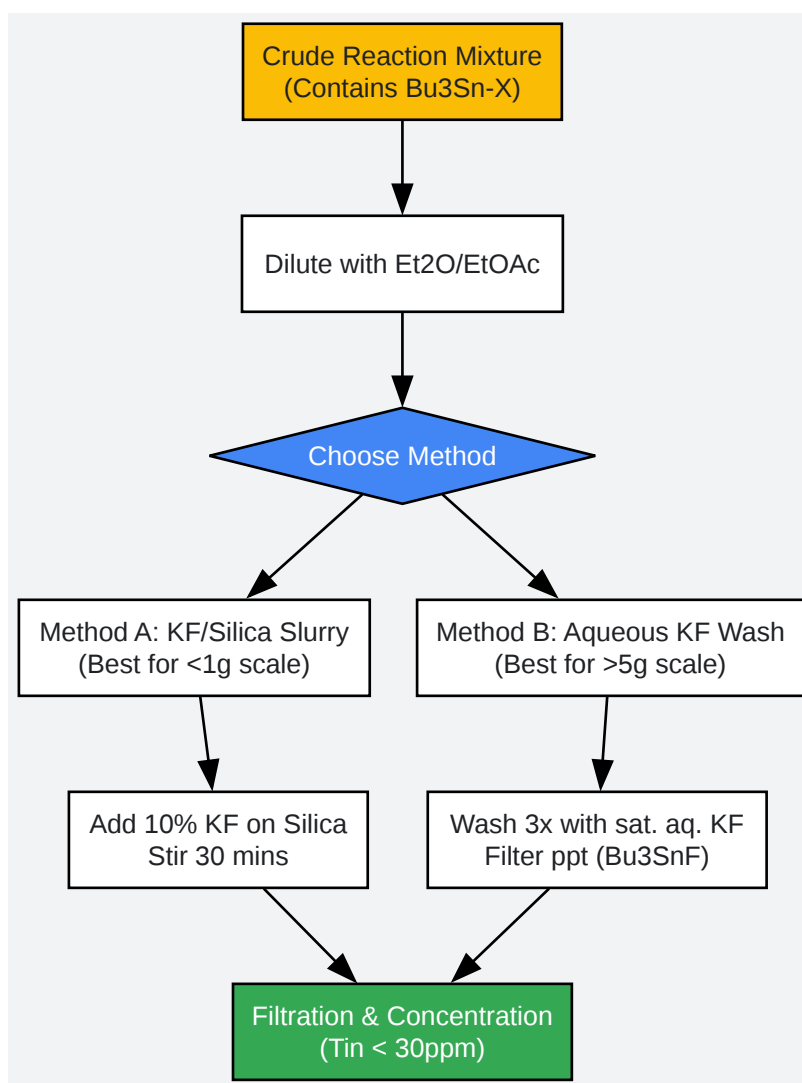 Crude Reaction Mixture
(Contains Bu3Sn-X)
Dilute with Et2O/EtOAc
Choose Method
Method A: KF/Silica Slurry
(Best for <1g scale)
Method B: Aqueous KF Wash
(Best for >5g scale)
Add 10% KF on Silica
Stir 30 mins
Wash 3x with sat. aq. KF
Filter ppt (Bu3SnF)
Filtration & Concentration
(Tin < 30ppm)